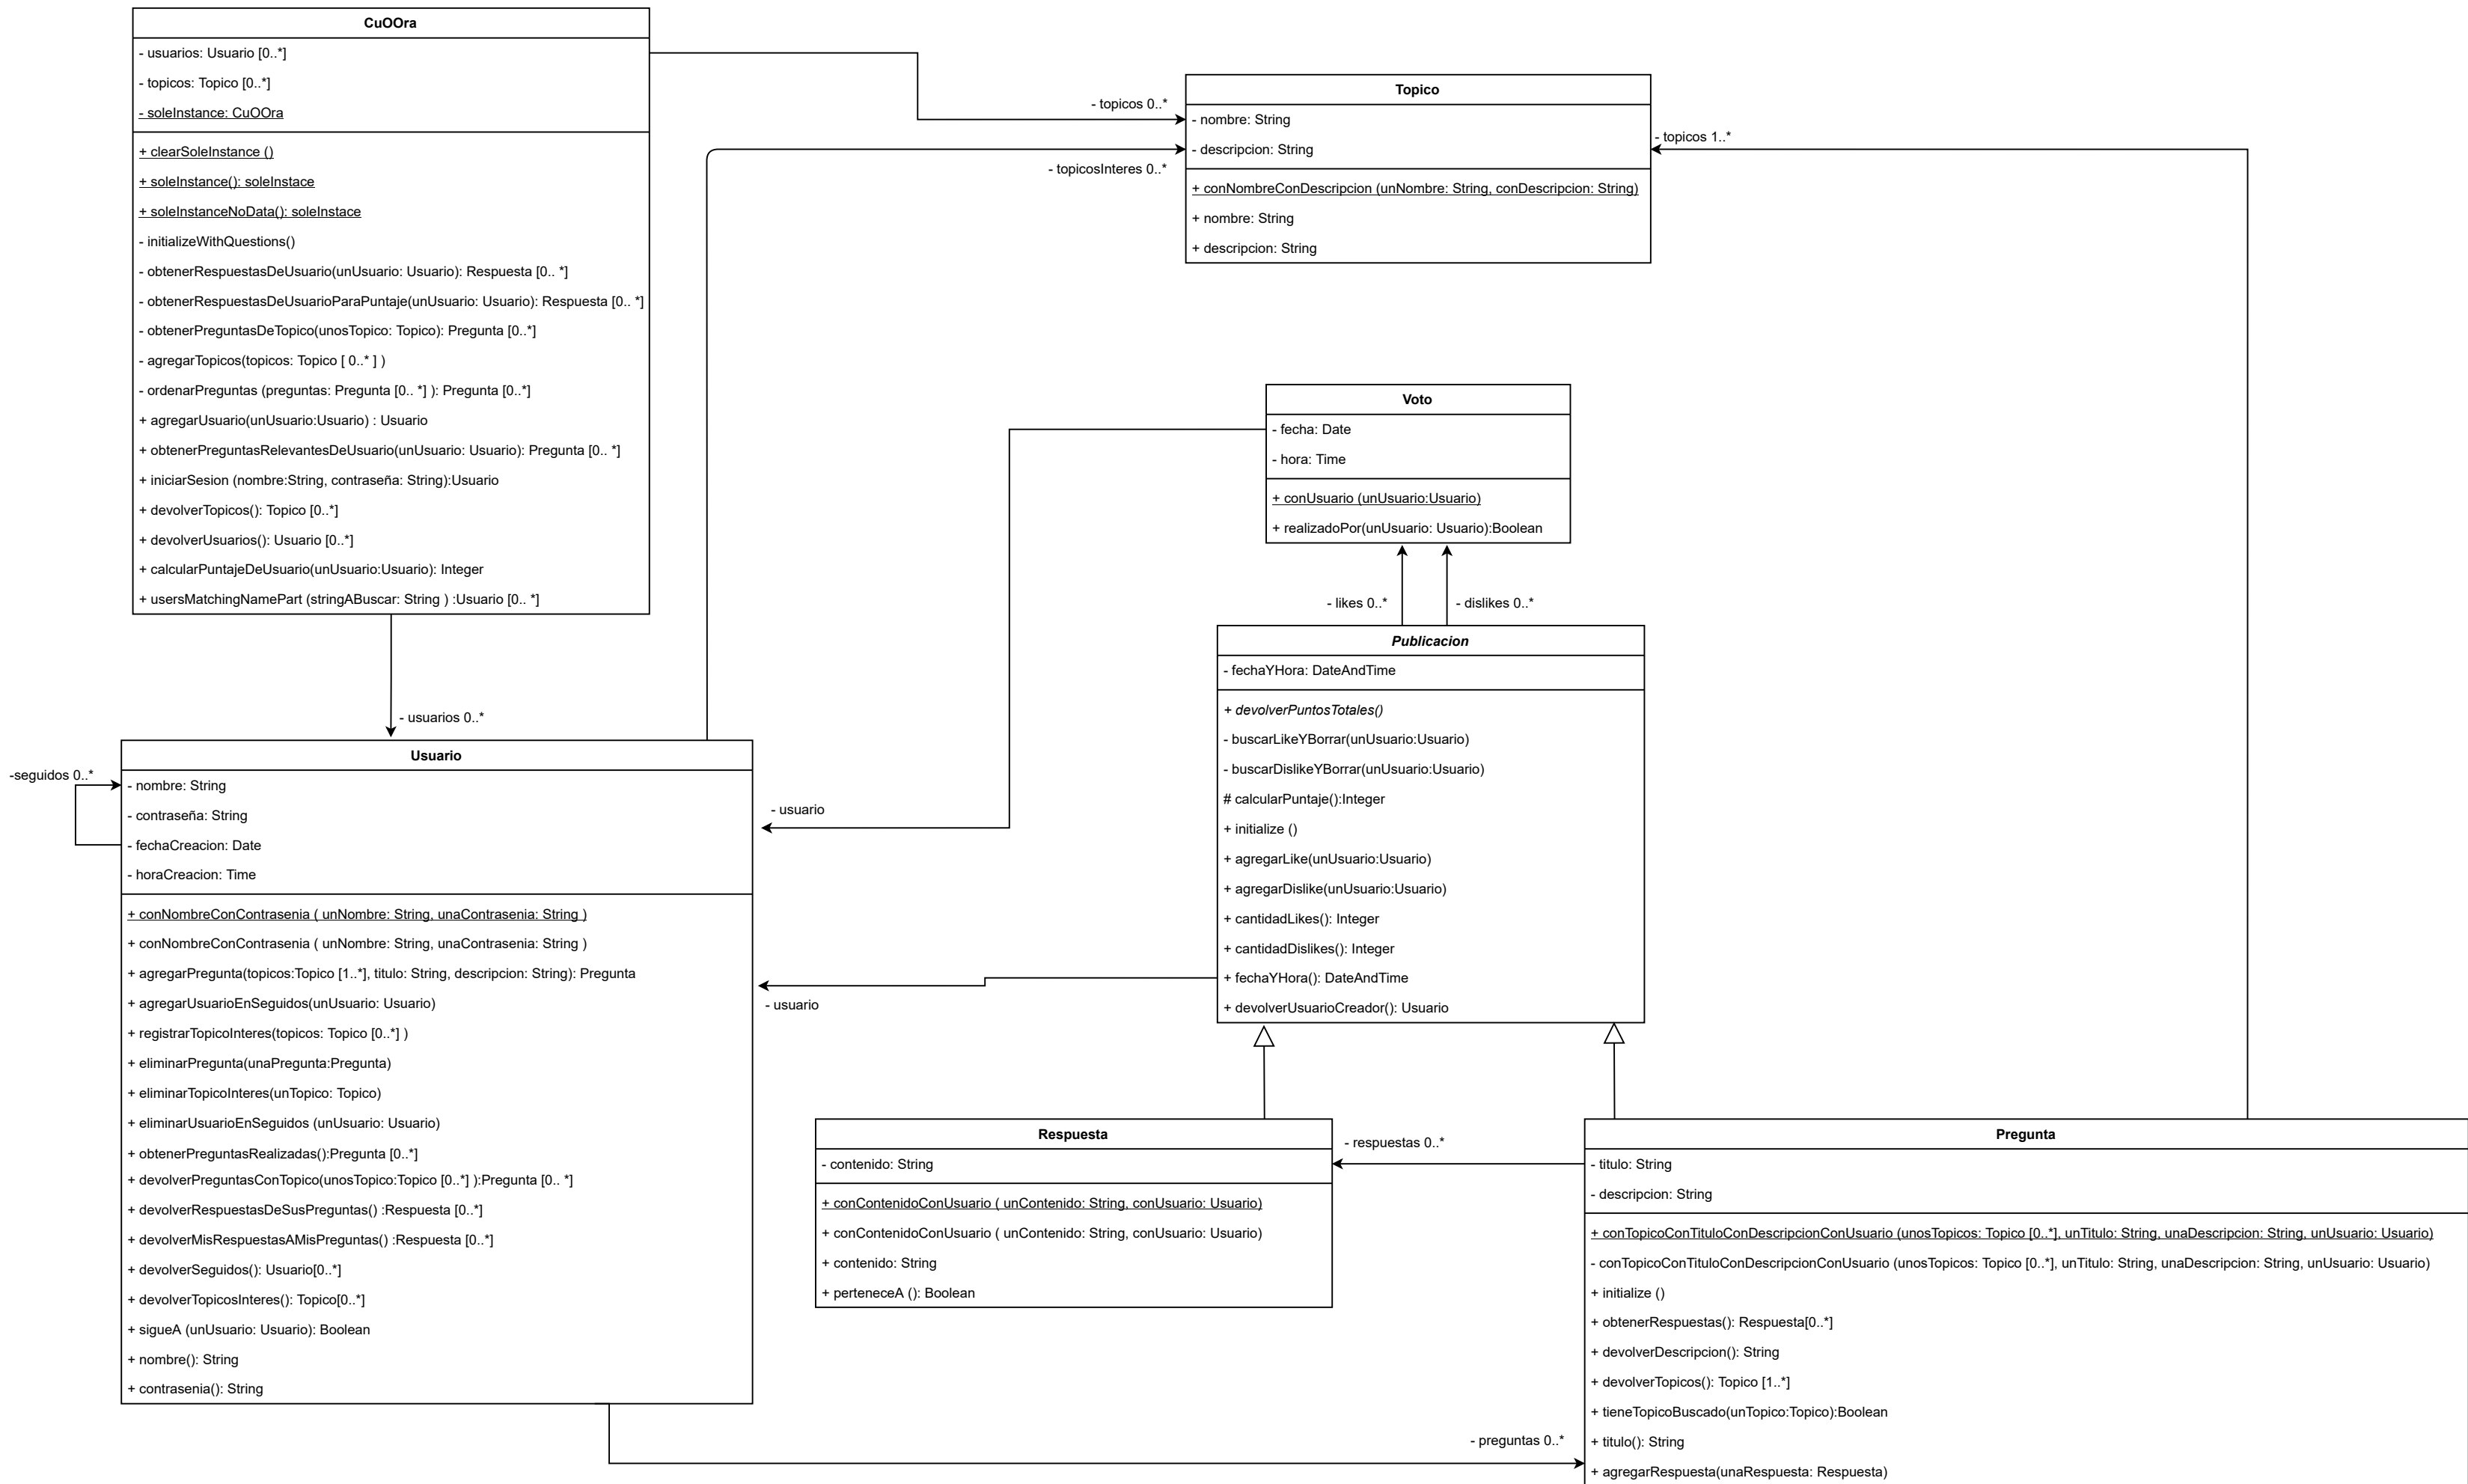 CuOOra
- usuarios: Usuario [0..*]
- topicos: Topico [0..*]
- soleInstance: CuOOra
+ clearSoleInstance ()
+ soleInstance(): soleInstace
+ soleInstanceNoData(): soleInstace
- initializeWithQuestions()
- obtenerRespuestasDeUsuario(unUsuario: Usuario): Respuesta [0.. *]
- obtenerRespuestasDeUsuarioParaPuntaje(unUsuario: Usuario): Respuesta [0.. *]
- obtenerPreguntasDeTopico(unosTopico: Topico): Pregunta [0..*]
- agregarTopicos(topicos: Topico [ 0..* ] )
- ordenarPreguntas (preguntas: Pregunta [0.. *] ): Pregunta [0..*]
+ agregarUsuario(unUsuario:Usuario) : Usuario
+ obtenerPreguntasRelevantesDeUsuario(unUsuario: Usuario): Pregunta [0.. *]
+ iniciarSesion (nombre:String, contraseña: String):Usuario
+ devolverTopicos(): Topico [0..*]
+ devolverUsuarios(): Usuario [0..*]
+ calcularPuntajeDeUsuario(unUsuario:Usuario): Integer
+ usersMatchingNamePart (stringABuscar: String ) :Usuario [0.. *]
- topicos 0..*
- topicosInteres 0..*
Topico
- nombre: String
- descripcion: String
+ conNombreConDescripcion (unNombre: String, conDescripcion: String)
+ nombre: String
+ descripcion: String
- topicos 1..*
Voto
- fecha: Date
- hora: Time
+ conUsuario (unUsuario:Usuario)
+ realizadoPor(unUsuario: Usuario):Boolean
- likes 0..*
- dislikes 0..*
Publicacion
- fechaYHora: DateAndTime
+ devolverPuntosTotales()
- buscarLikeYBorrar(unUsuario:Usuario)
- buscarDislikeYBorrar(unUsuario:Usuario)
# calcularPuntaje():Integer
+ initialize ()
+ agregarLike(unUsuario:Usuario)
+ agregarDislike(unUsuario:Usuario)
+ cantidadLikes(): Integer
+ cantidadDislikes(): Integer
+ fechaYHora(): DateAndTime
+ devolverUsuarioCreador(): Usuario
- usuarios 0..*
-seguidos 0..*
- usuario
- usuario
Usuario
- nombre: String
- contraseña: String
- fechaCreacion: Date
- horaCreacion: Time
+ conNombreConContrasenia ( unNombre: String, unaContrasenia: String )
+ conNombreConContrasenia ( unNombre: String, unaContrasenia: String )
+ agregarPregunta(topicos:Topico [1..*], titulo: String, descripcion: String): Pregunta
+ agregarUsuarioEnSeguidos(unUsuario: Usuario)
+ registrarTopicoInteres(topicos: Topico [0..*] )
+ eliminarPregunta(unaPregunta:Pregunta)
+ eliminarTopicoInteres(unTopico: Topico)
+ eliminarUsuarioEnSeguidos (unUsuario: Usuario)
+ obtenerPreguntasRealizadas():Pregunta [0..*]
+ devolverPreguntasConTopico(unosTopico:Topico [0..*] ):Pregunta [0.. *]
+ devolverRespuestasDeSusPreguntas() :Respuesta [0..*]
+ devolverMisRespuestasAMisPreguntas() :Respuesta [0..*]
+ devolverSeguidos(): Usuario[0..*]
+ devolverTopicosInteres(): Topico[0..*]
+ sigueA (unUsuario: Usuario): Boolean
+ nombre(): String
+ contrasenia(): String
Respuesta
- contenido: String
+ conContenidoConUsuario ( unContenido: String, conUsuario: Usuario)
+ conContenidoConUsuario ( unContenido: String, conUsuario: Usuario)
+ contenido: String
+ perteneceA (): Boolean
- respuestas 0..*
- preguntas 0..*
Pregunta
- titulo: String
- descripcion: String
+ conTopicoConTituloConDescripcionConUsuario (unosTopicos: Topico [0..*], unTitulo: String, unaDescripcion: String, unUsuario: Usuario)
- conTopicoConTituloConDescripcionConUsuario (unosTopicos: Topico [0..*], unTitulo: String, unaDescripcion: String, unUsuario: Usuario)
+ initialize ()
+ obtenerRespuestas(): Respuesta[0..*]
+ devolverDescripcion(): String
+ devolverTopicos(): Topico [1..*]
+ tieneTopicoBuscado(unTopico:Topico):Boolean
+ titulo(): String
+ agregarRespuesta(unaRespuesta: Respuesta)